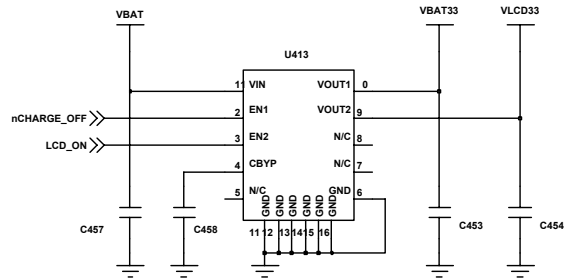 VBAT
VBAT33
VLCD33
U413
11 VIN VOUT1 0
nCHARGE_OFF 2 EN1 VOUT2 9
LCD_ON 3 EN2 N/C 8
4 CBYP N/C 7
5 N/C GND 6
GND GND GND GND GND GND
11 12 13 14 15 16
C457
C458
C453
C454